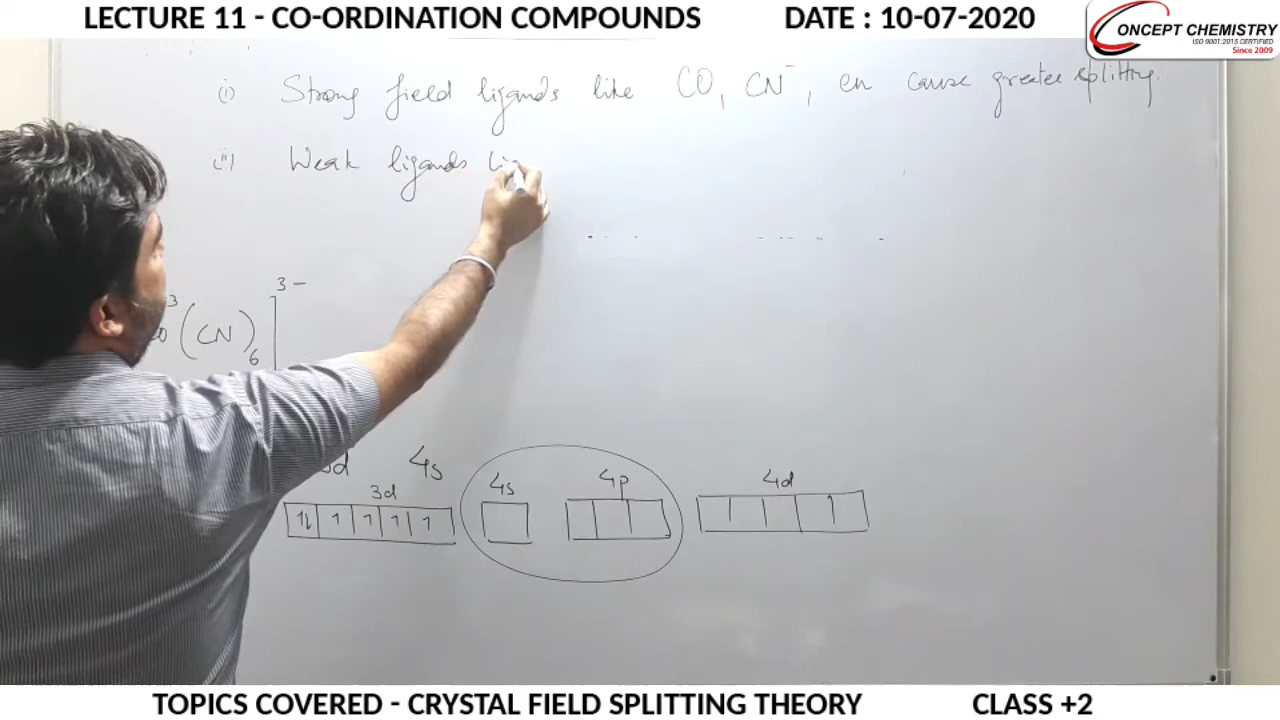 LECTURE 11 - CO-ORDINATION COMPOUNDS DATE : 10-07-2020
ONCEPT CHEMISTRY
ISO 9001:2015 CERTIFIED
Since 2009
(i) Strong field ligands like CO, CN⁻, en cause greater splitting.
(ii) Weak ligands li
3 (CN)6]3-
4s
3d 4s 4p 4d
TOPICS COVERED - CRYSTAL FIELD SPLITTING THEORY CLASS +2